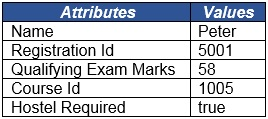 Attributes Values
Name Peter
Registration Id 5001
Qualifying Exam Marks 58
Course Id 1005
Hostel Required true